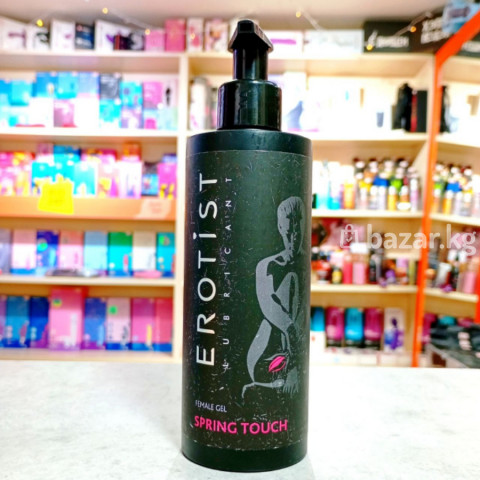 EROTiST
LUBRICANT
FEMALE GEL
SPRING TOUCH
bazar.kg